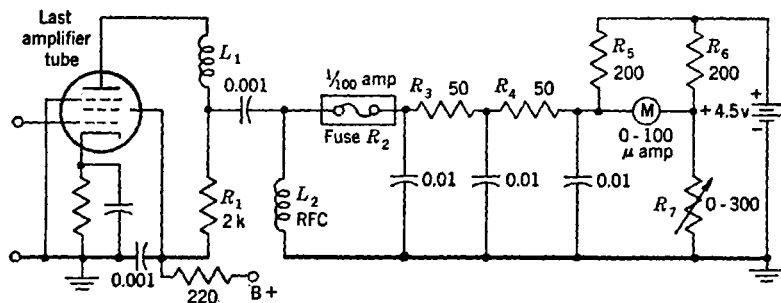 Last
amplifier
tube
L1
0.001
1/100 amp
Fuse R2
R3
50
R4
50
R5
200
R6
200
M
0-100
μ amp
+
+ 4.5v
−
0.01
0.01
0.01
R7
0-300
R1
2 k
L2
RFC
0.001
220
B+